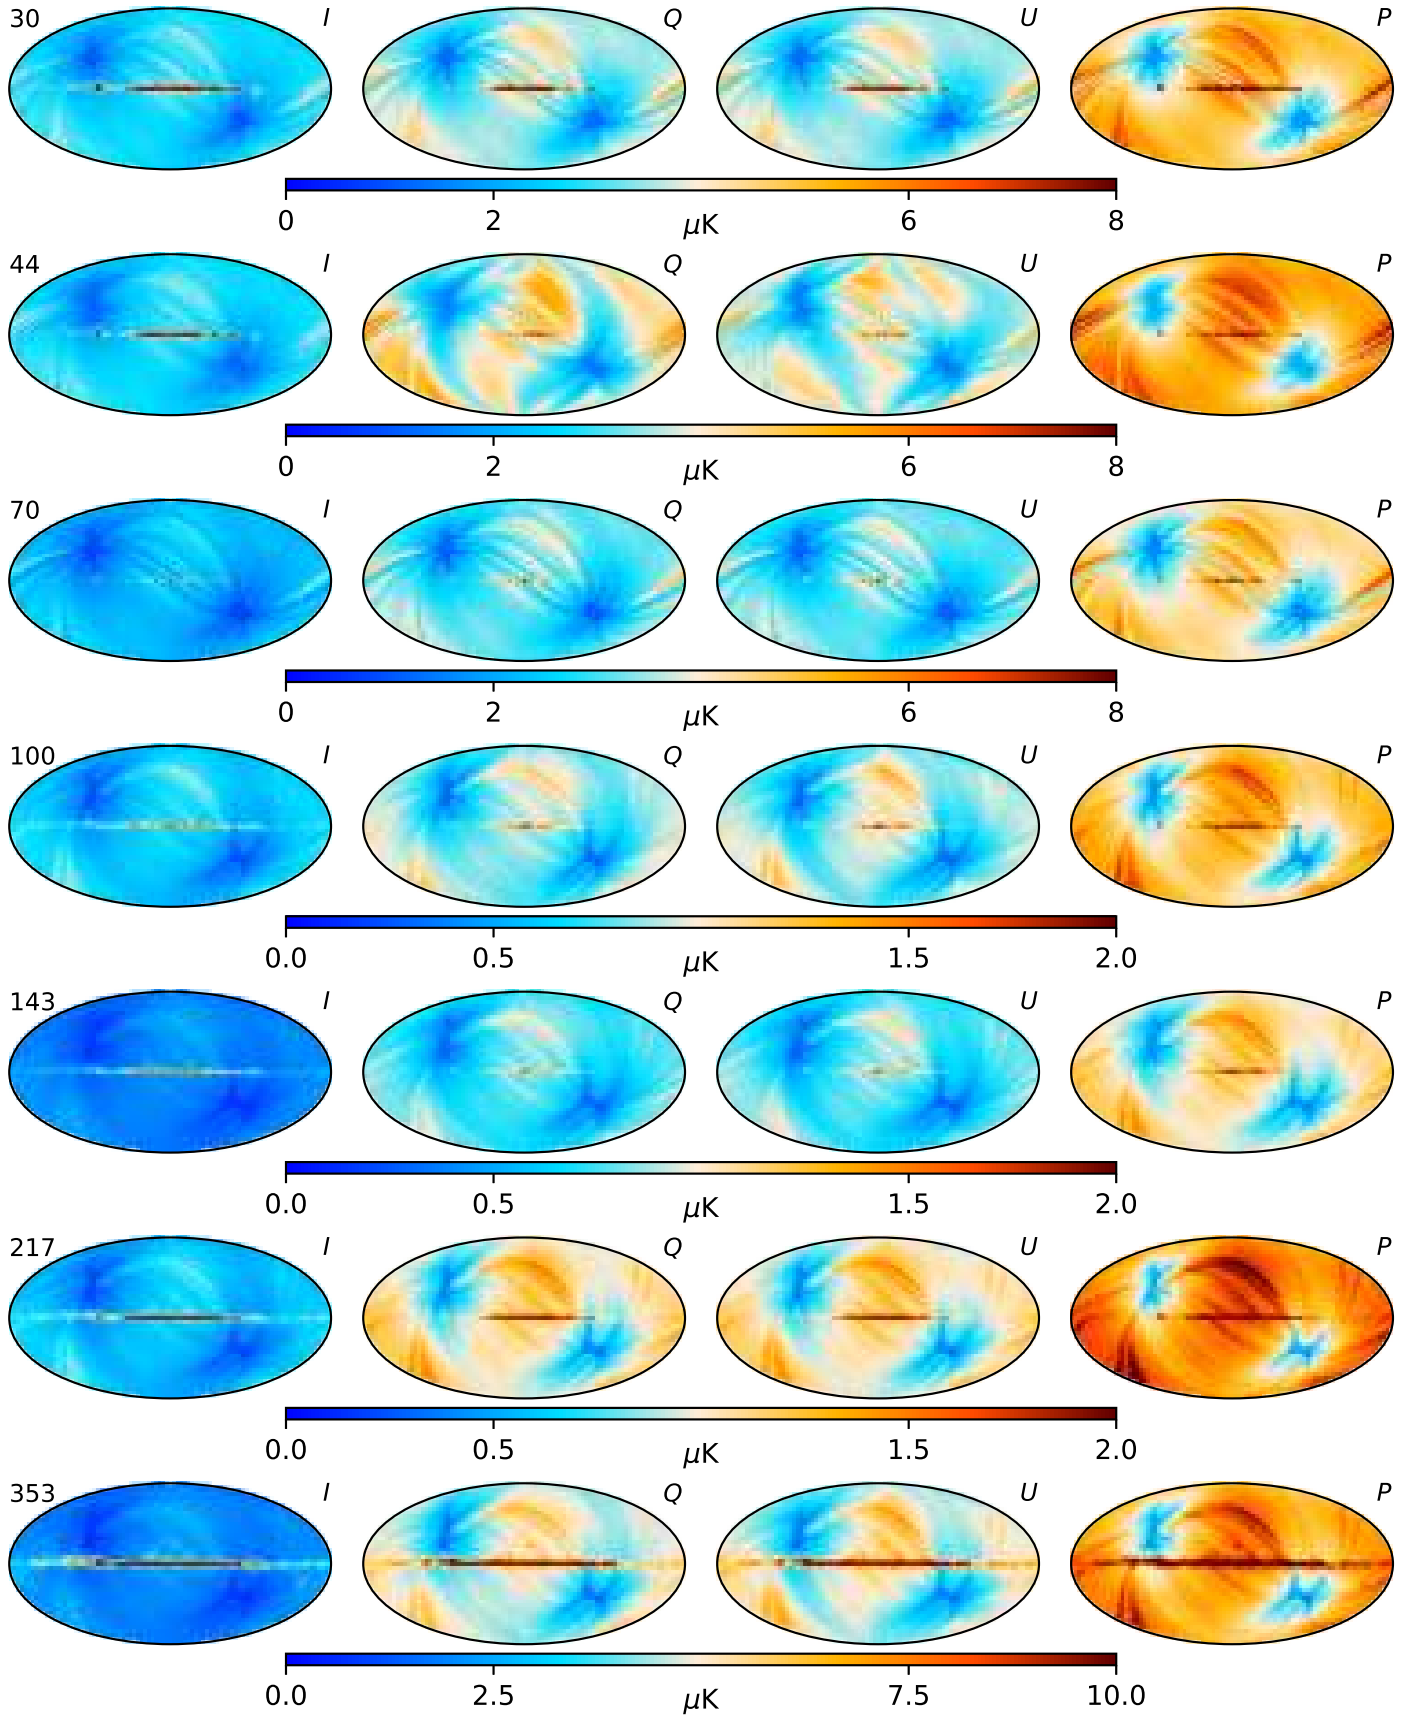 30 I Q U P
0 2 μK 6 8
44 I Q U P
0 2 μK 6 8
70 I Q U P
0 2 μK 6 8
100 I Q U P
0.0 0.5 μK 1.5 2.0
143 I Q U P
0.0 0.5 μK 1.5 2.0
217 I Q U P
0.0 0.5 μK 1.5 2.0
353 I Q U P
0.0 2.5 μK 7.5 10.0